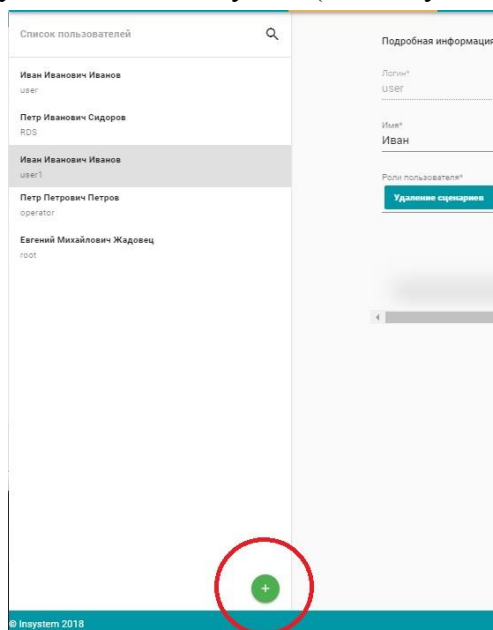 Список пользователей
Иван Иванович Иванов
user
Петр Иванович Сидоров
RDS
Иван Иванович Иванов
user1
Петр Петрович Петров
operator
Евгений Михайлович Жадовец
root
Подробная информация
Логин*
user
Имя*
Иван
Роли пользователя*
Удаление сценариев
+
© Insystem 2018